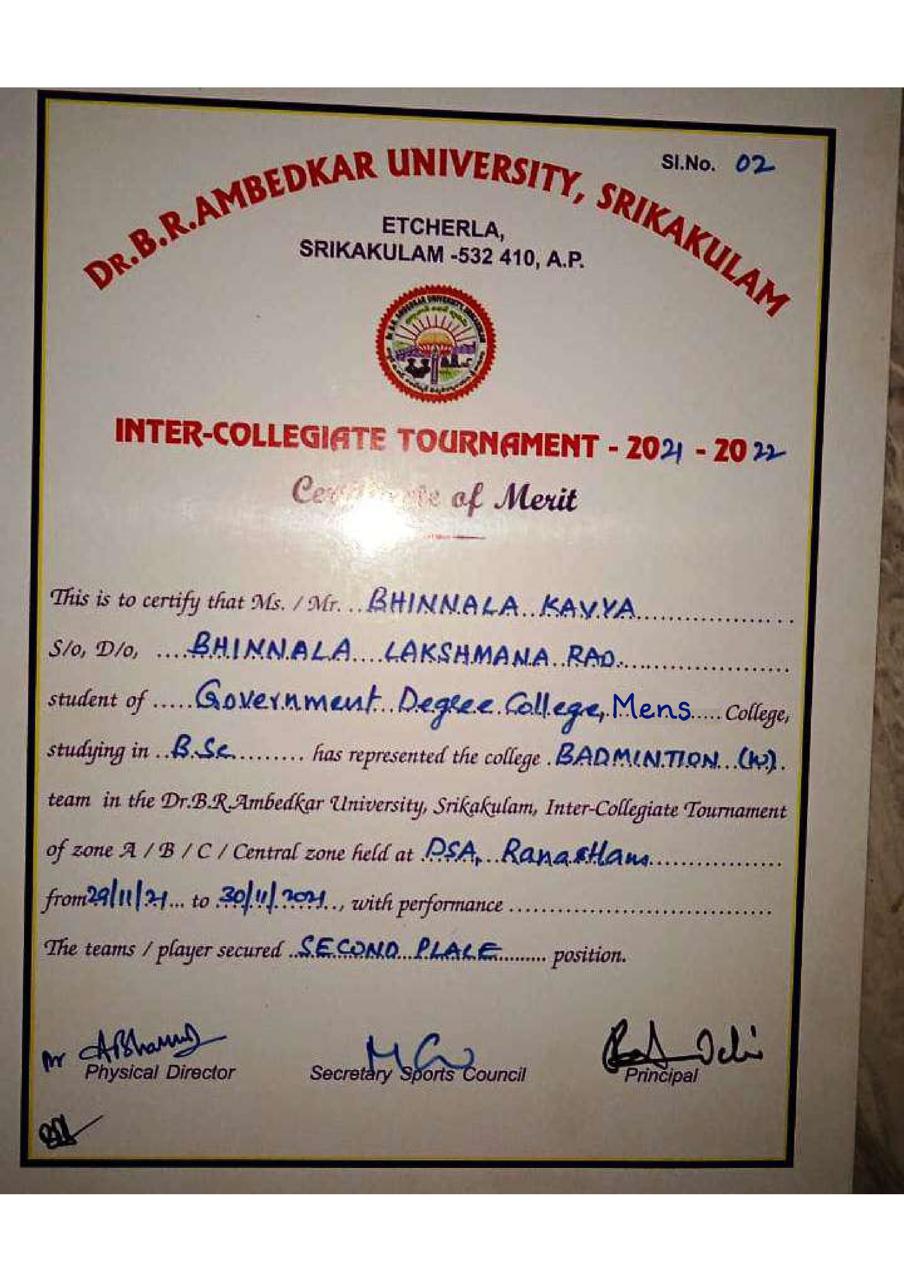 Sl.No. 02
DR.B.R.AMBEDKAR UNIVERSITY, SRIKAKULAM
ETCHERLA,
SRIKAKULAM -532 410, A.P.
INTER-COLLEGIATE TOURNAMENT - 2021 - 2022
Certificate of Merit
This is to certify that Ms. / Mr. ..BHINNALA KAVYA..........................
S/o, D/o, ....BHINNALA....LAKSHMANA RAO..........................
student of .....Government Degree College, Mens..... College,
studying in ..B.Sc.......... has represented the college .BADMINTION (W).
team in the Dr.B.R.Ambedkar University, Srikakulam, Inter-Collegiate Tournament
of zone A / B / C / Central zone held at DSA, Ranastham....................
from 29/11/21... to 30/11/2021.., with performance ........................................
The teams / player secured ..SECOND PLACE......... position.
Physical Director
Secretary Sports Council
Principal